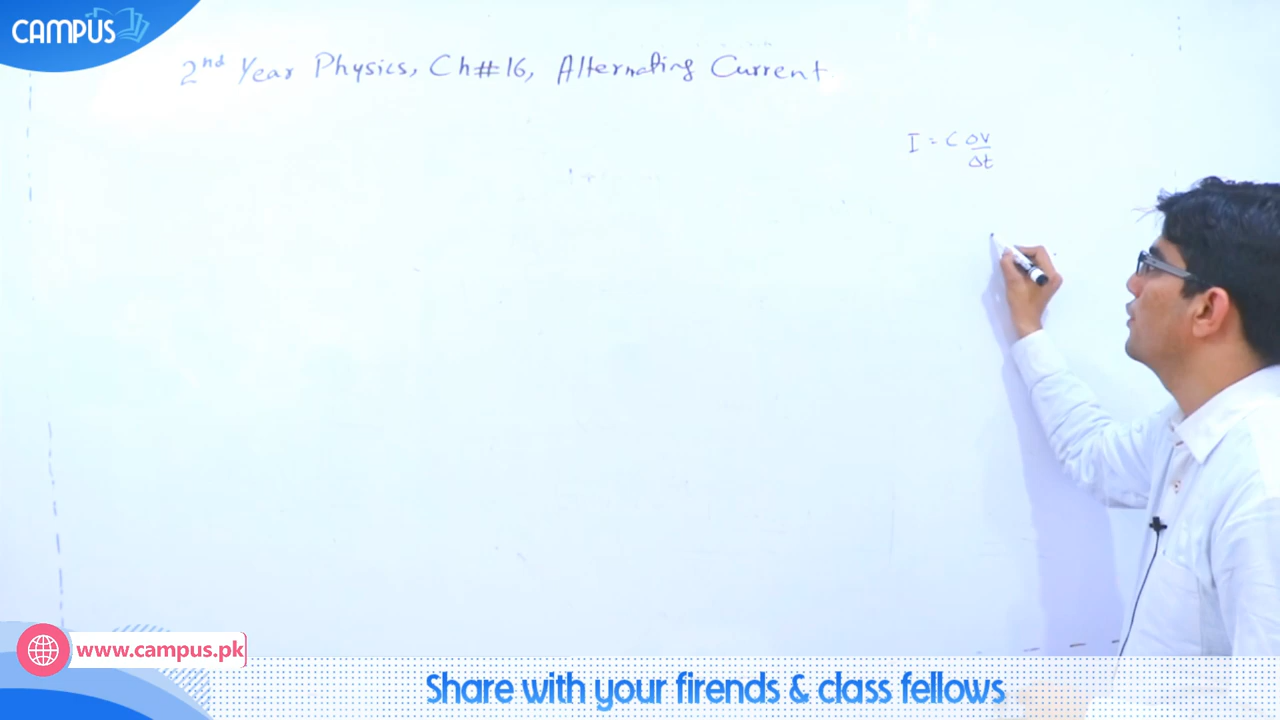 CAMPUS
2nd Year Physics, Ch#16, Alternating Current
I = C ΔV
Δt
www.campus.pk
Share with your firends & class fellows